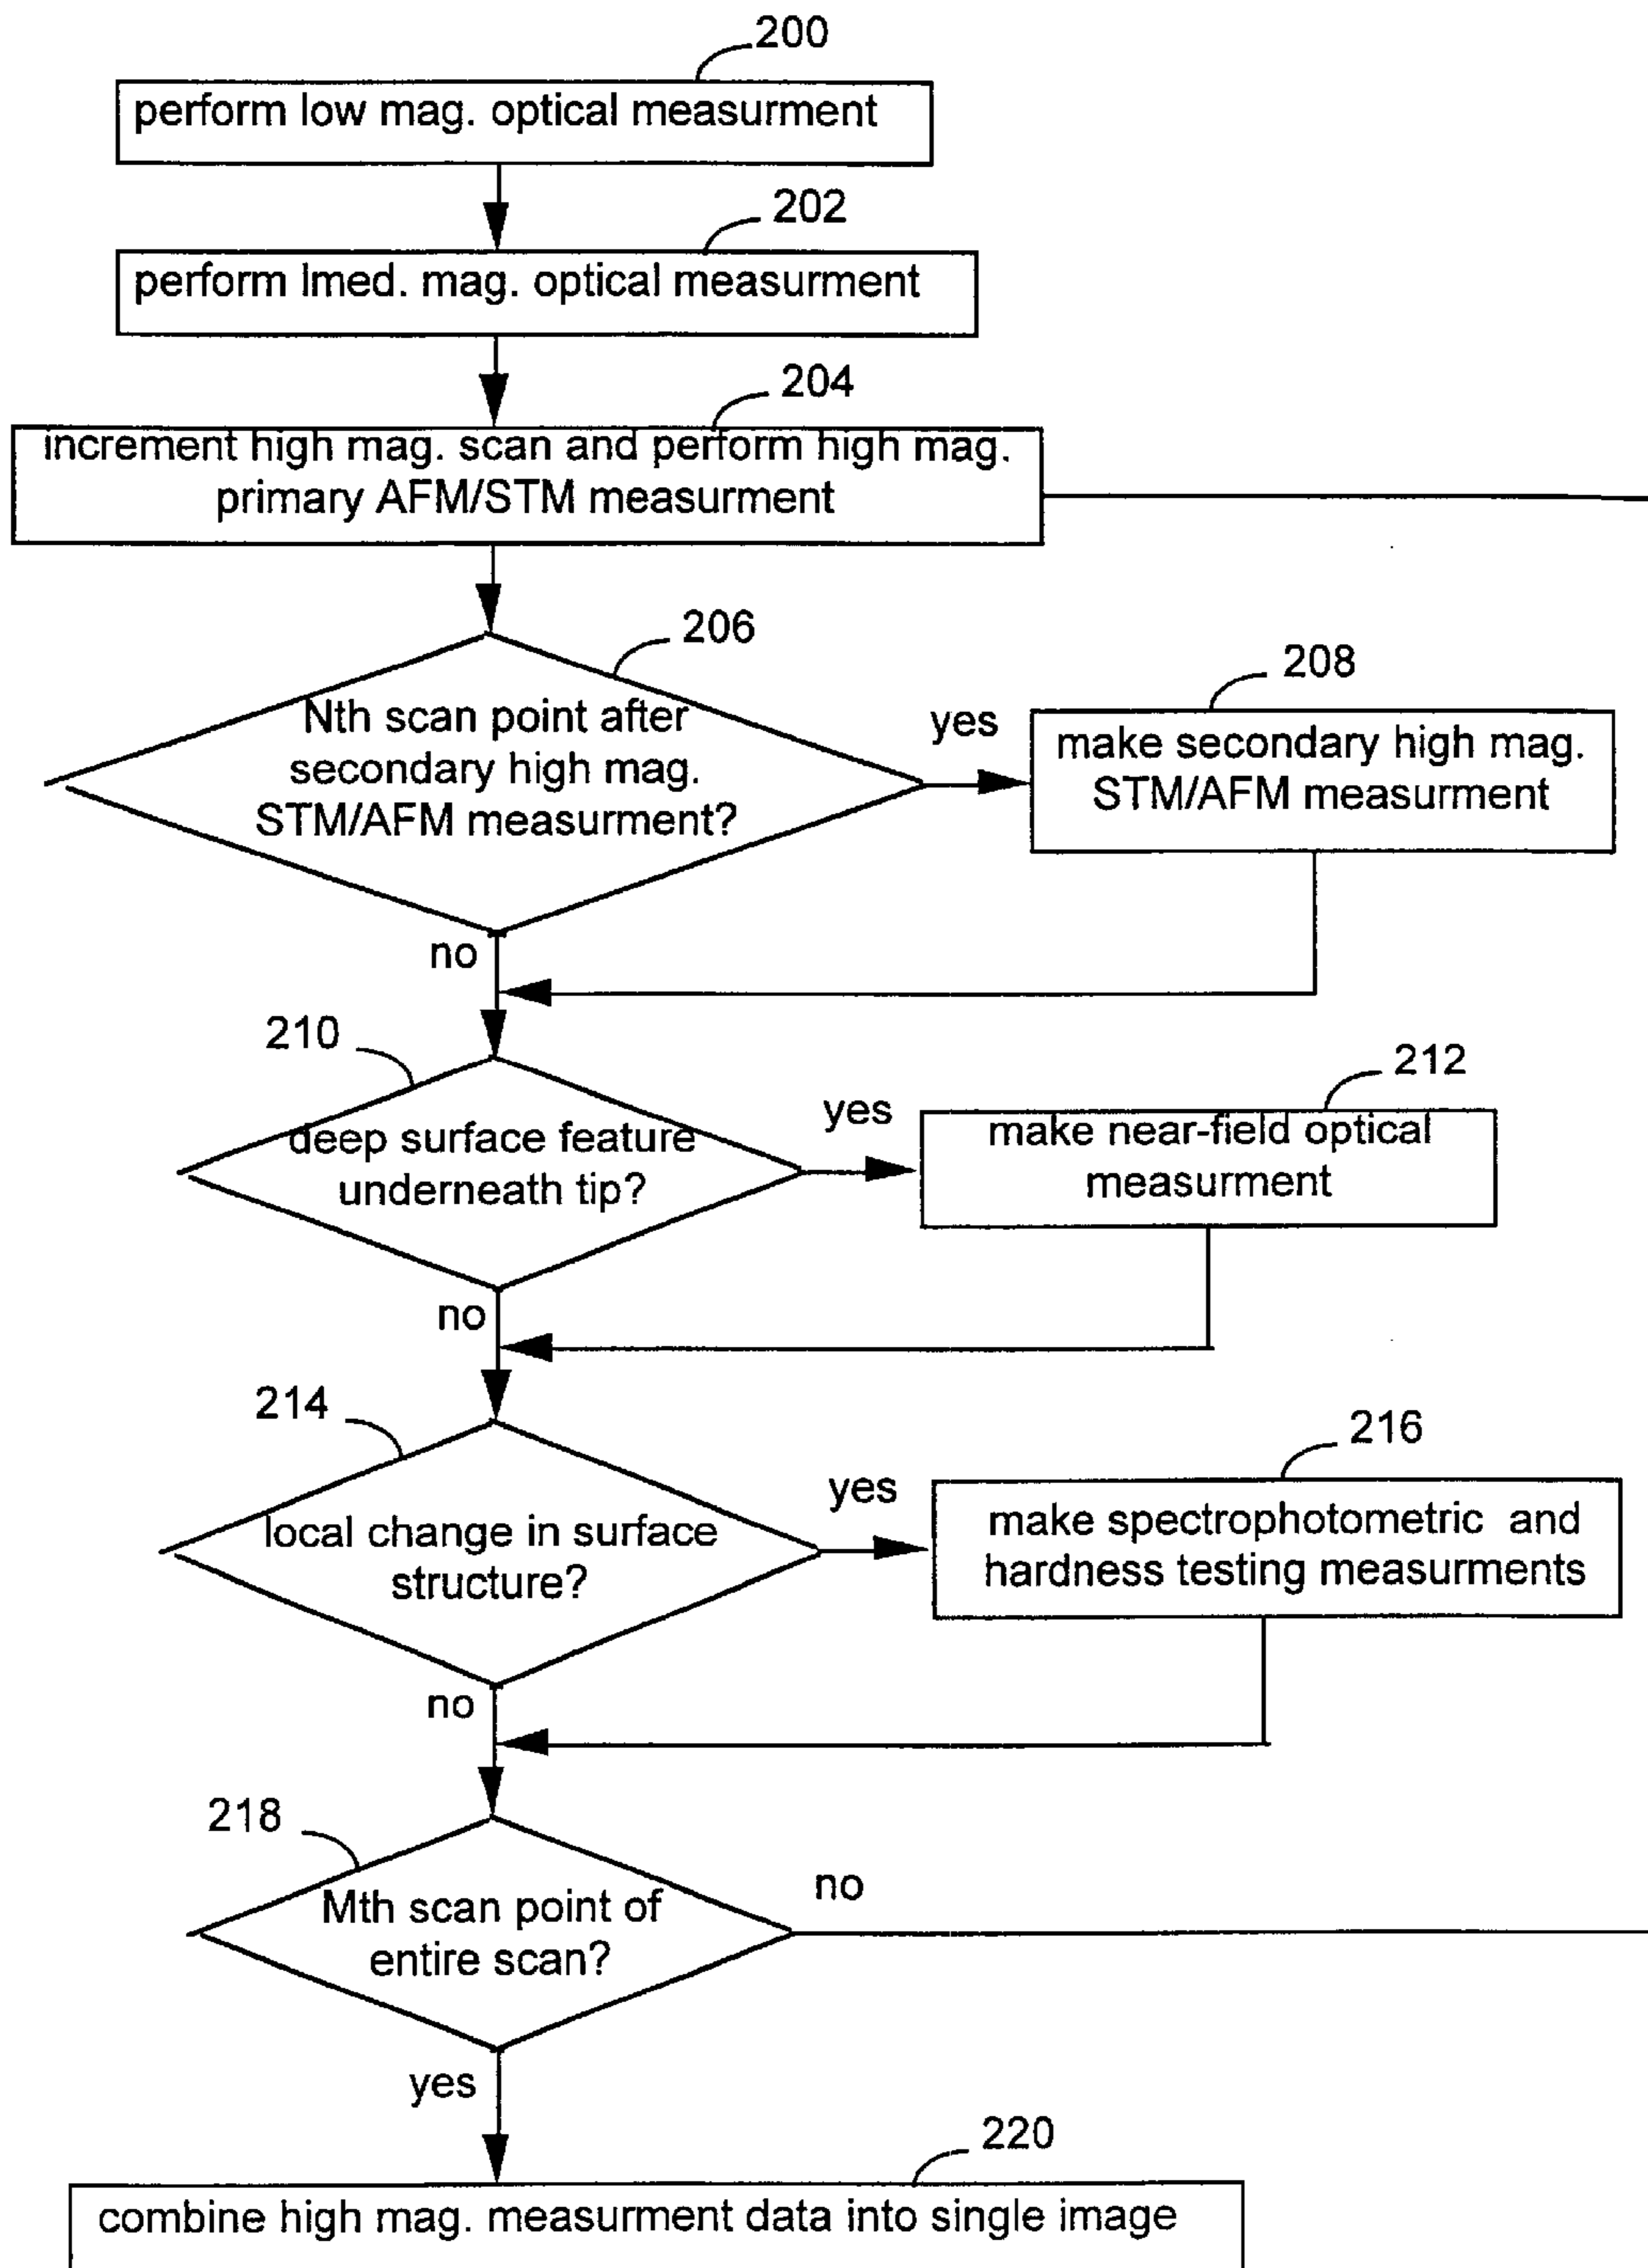 200
perform low mag. optical measurment
202
perform Imed. mag. optical measurment
204
increment high mag. scan and perform high mag.
primary AFM/STM measurment
206
Nth scan point after
secondary high mag.
STM/AFM measurment?
yes
208
make secondary high mag.
STM/AFM measurment
no
210
deep surface feature
underneath tip?
yes
212
make near-field optical
measurment
no
214
local change in surface
structure?
yes
216
make spectrophotometric and
hardness testing measurments
no
218
Mth scan point of
entire scan?
no
yes
220
combine high mag. measurment data into single image